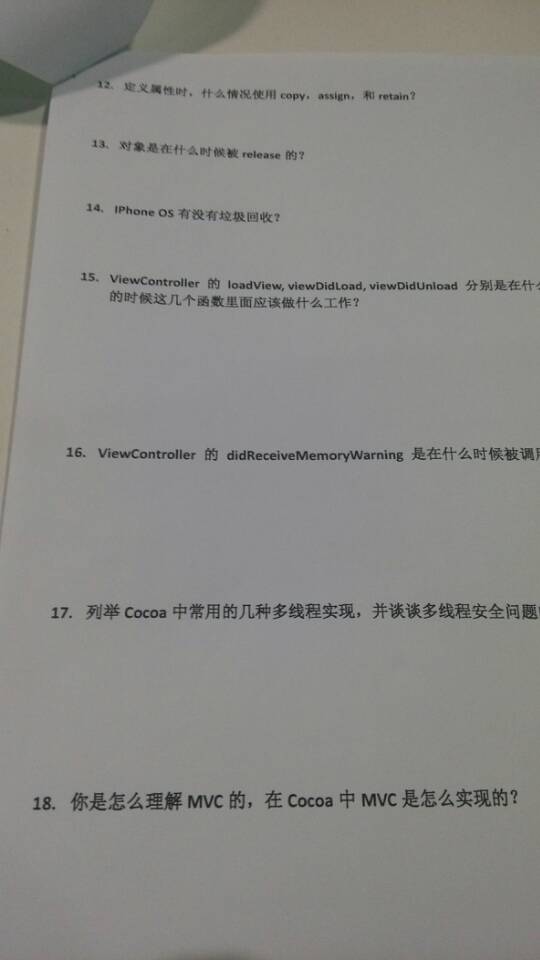 12. 定义属性时，什么情况使用 copy，assign，和 retain？
13. 对象是在什么时候被 release 的？
14. IPhone OS 有没有垃圾回收？
15. ViewController 的 loadView, viewDidLoad, viewDidUnload 分别是在什
的时候这几个函数里面应该做什么工作？
16. ViewController 的 didReceiveMemoryWarning 是在什么时候被调
17. 列举 Cocoa 中常用的几种多线程实现，并谈谈多线程安全问题
18. 你是怎么理解 MVC 的，在 Cocoa 中 MVC 是怎么实现的？